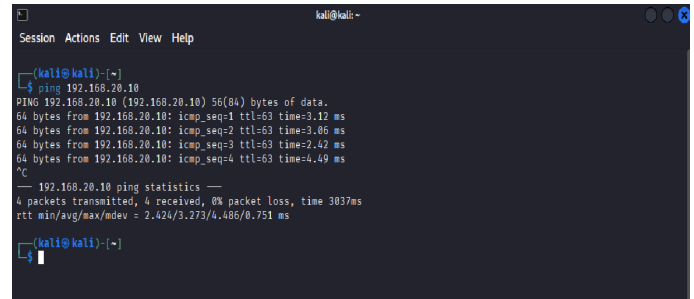 kali@kali: ~
Session Actions Edit View Help
┌──(kali㉿kali)-[~]
└─$ ping 192.168.20.10
PING 192.168.20.10 (192.168.20.10) 56(84) bytes of data.
64 bytes from 192.168.20.10: icmp_seq=1 ttl=63 time=3.12 ms
64 bytes from 192.168.20.10: icmp_seq=2 ttl=63 time=3.06 ms
64 bytes from 192.168.20.10: icmp_seq=3 ttl=63 time=2.42 ms
64 bytes from 192.168.20.10: icmp_seq=4 ttl=63 time=4.49 ms
^C
— 192.168.20.10 ping statistics —
4 packets transmitted, 4 received, 0% packet loss, time 3037ms
rtt min/avg/max/mdev = 2.424/3.273/4.486/0.751 ms
┌──(kali㉿kali)-[~]
└─$